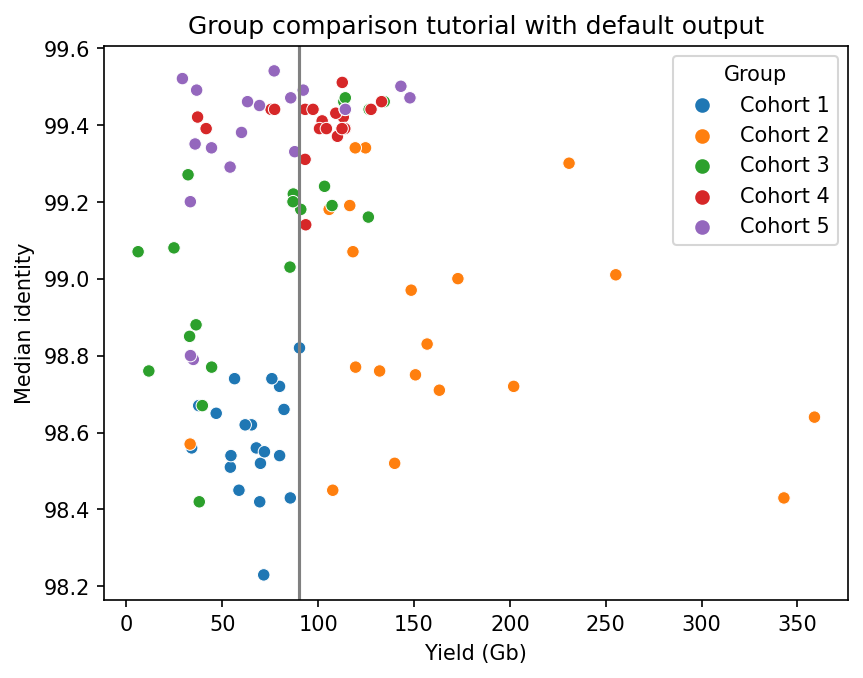 Group comparison tutorial with default output
99.6
99.4
99.2
99.0
98.8
98.6
98.4
98.2
Median identity
Group
Cohort 1
Cohort 2
Cohort 3
Cohort 4
Cohort 5
0 50 100 150 200 250 300 350
Yield (Gb)